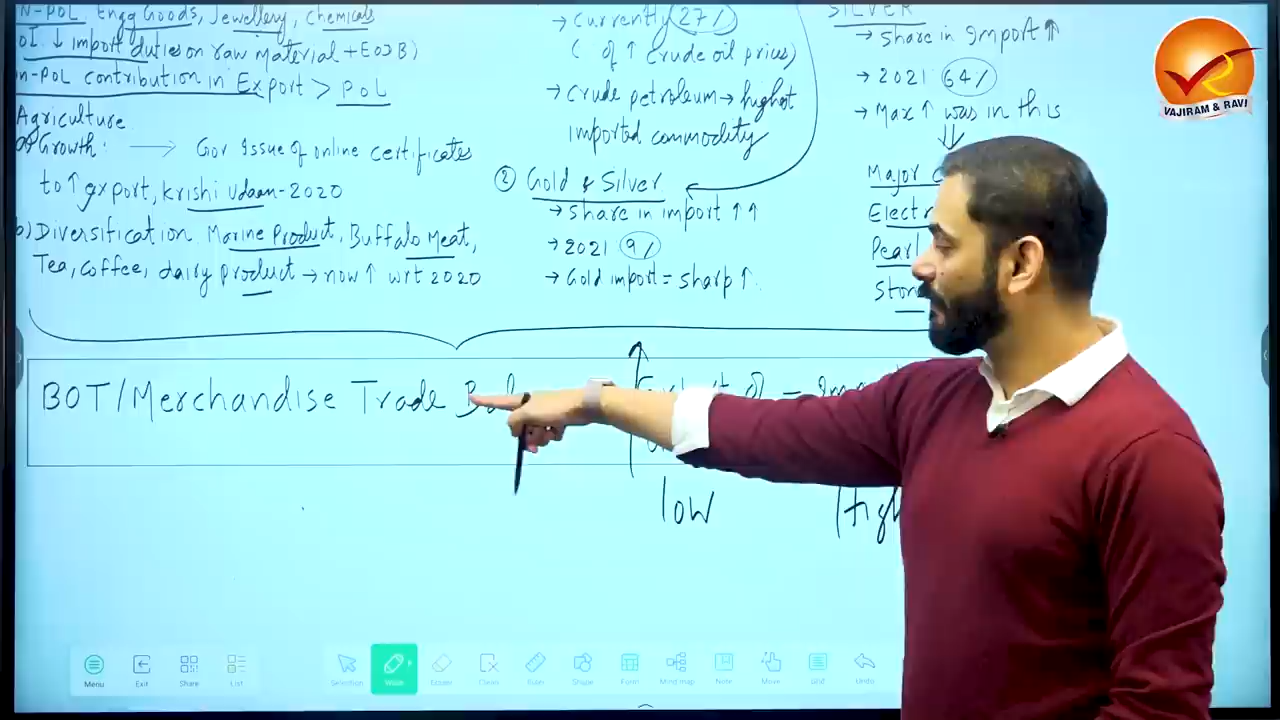 N-POL Engg Goods, Jewellery, chemicals
OI ↓ import duties on raw material + EODB)
n-POL contribution in Export > POL
Agriculture
a) Growth: → Gov Issue of online certificates
to ↑ export, Krishi Udaan-2020
b) Diversification Marine Product, Buffalo Meat,
Tea, coffee, dairy product → now ↑ wrt 2020
→ Currently 27%
( of ↑ crude oil prices)
→ crude petroleum → highest
imported commodity
② Gold & Silver
→ share in import ↑ ↑
→ 2021 9%
→ Gold import = sharp ↑
SILVER
→ share in Import ↑
→ 2021 64%
→ Max ↑ was in this
Major
Electr
Pearl
Ston
BOT/Merchandise Trade Bal
low
High
VAJIRAM & RAVI
Menu
Exit
Share
List
Selection
Write
Eraser
Clean
Ruler
Shape
Form
Mind map
Note
Move
Grid
Undo